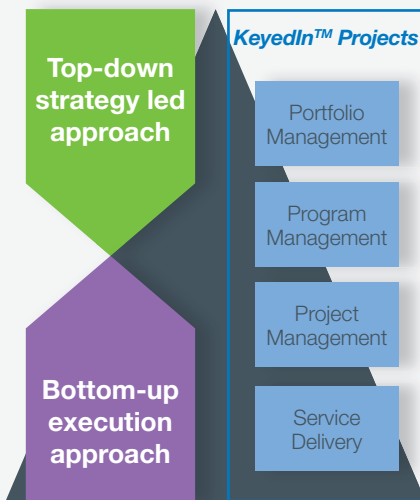 Top-down
strategy led
approach
Bottom-up
execution
approach
KeyedIn™ Projects
Portfolio
Management
Program
Management
Project
Management
Service
Delivery